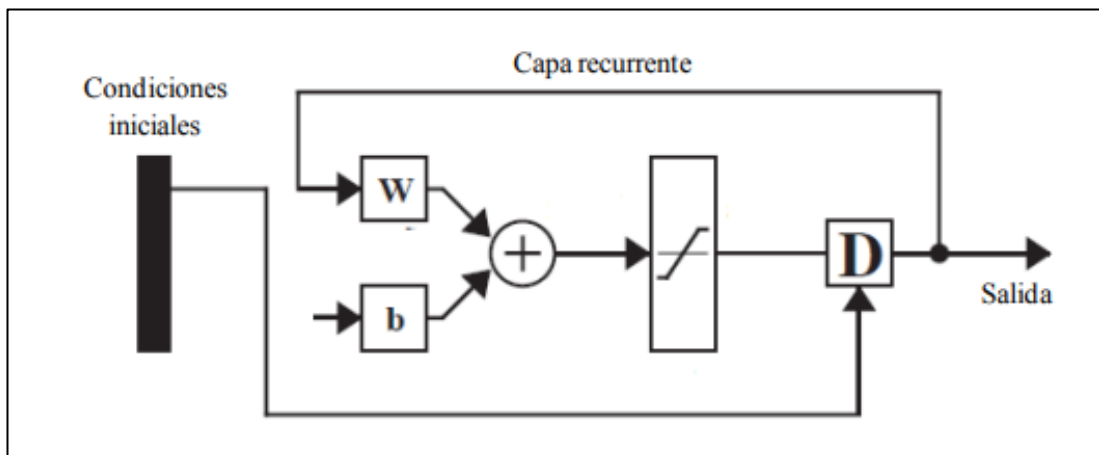 Capa recurrente
Condiciones
iniciales
W
b
D
Salida